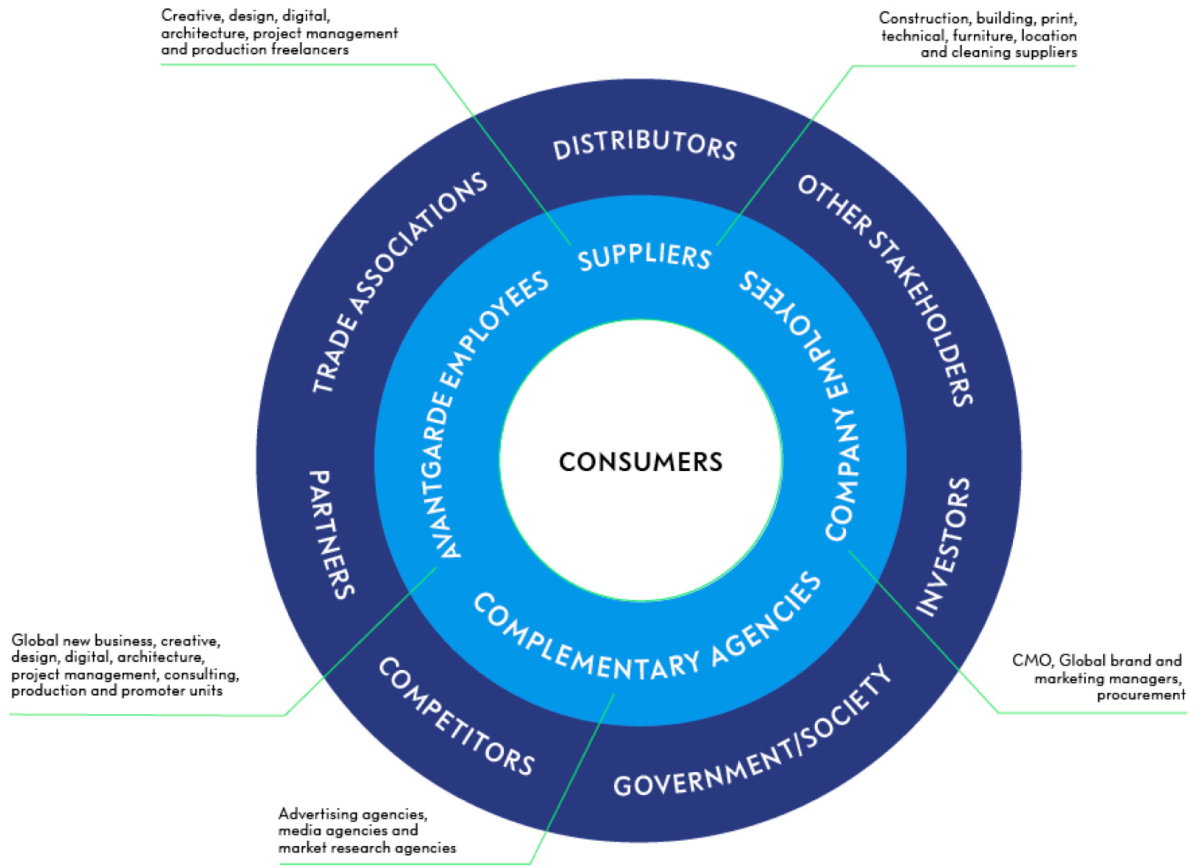 Creative, design, digital,
architecture, project management
and production freelancers
Construction, building, print,
technical, furniture, location
and cleaning suppliers
DISTRIBUTORS
OTHER STAKEHOLDERS
TRADE ASSOCIATIONS
SUPPLIERS
AVANTGARDE EMPLOYEES
COMPANY EMPLOYEES
CONSUMERS
PARTNERS
INVESTORS
COMPLEMENTARY AGENCIES
COMPETITORS
GOVERNMENT/SOCIETY
Global new business, creative,
design, digital, architecture,
project management, consulting,
production and promoter units
CMO, Global brand and
marketing managers,
procurement
Advertising agencies,
media agencies and
market research agencies